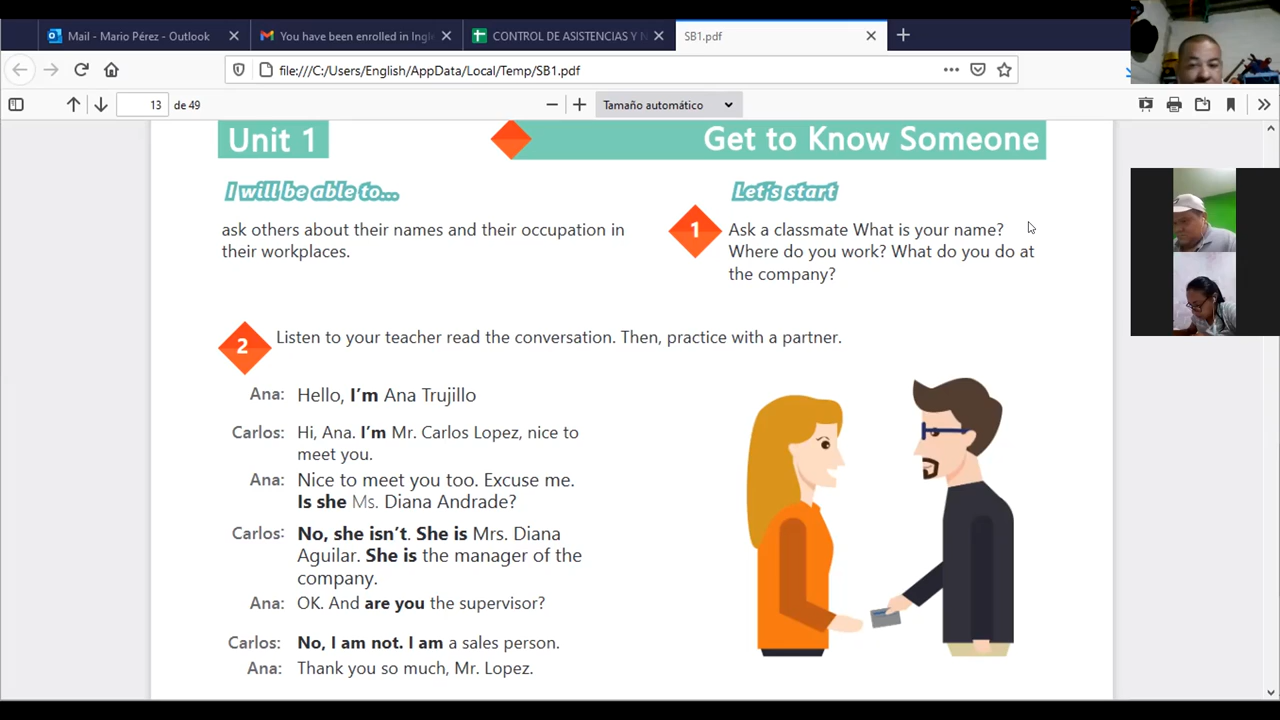 Mail - Mario Pérez - Outlook
You have been enrolled in Ingl
CONTROL DE ASISTENCIAS Y N
SB1.pdf
file:///C:/Users/English/AppData/Local/Temp/SB1.pdf
13 de 49
Tamaño automático
Unit 1
Get to Know Someone
I will be able to...
Let's start
ask others about their names and their occupation in
their workplaces.
1
Ask a classmate What is your name?
Where do you work? What do you do at
the company?
2
Listen to your teacher read the conversation. Then, practice with a partner.
Ana: Hello, I'm Ana Trujillo
Carlos: Hi, Ana. I'm Mr. Carlos Lopez, nice to
meet you.
Ana: Nice to meet you too. Excuse me.
Is she Ms. Diana Andrade?
Carlos: No, she isn't. She is Mrs. Diana
Aguilar. She is the manager of the
company.
Ana: OK. And are you the supervisor?
Carlos: No, I am not. I am a sales person.
Ana: Thank you so much, Mr. Lopez.